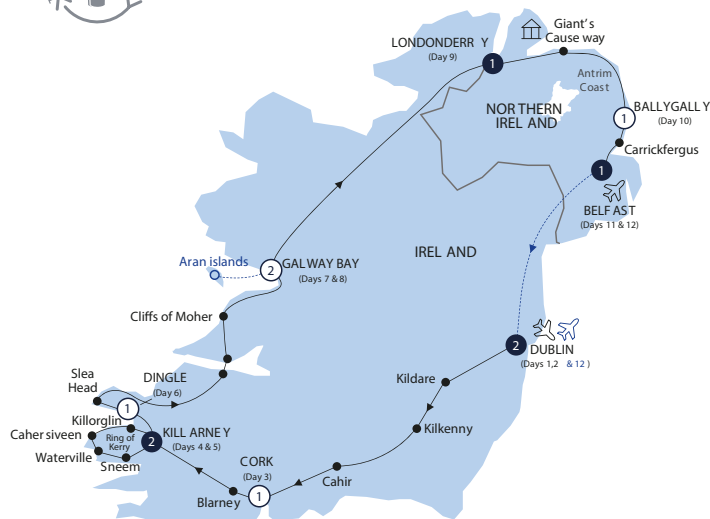 LONDONDERR Y
(Day 9)
1
Giant's
Cause way
Antrim
Coast
NOR THERN
IREL AND
BALLYGALL Y
(Day 10)
1
Carrickfergus
1
BELF AST
(Days 11 & 12)
IREL AND
Aran islands
2
GALWAY BAY
(Days 7 & 8)
Cliffs of Moher
2
DUBLIN
(Days 1,2 & 12 )
Slea
Head
DINGLE
(Day 6)
1
Kildare
Killorglin
Caher siveen
Ring of
Kerry
Waterville
Sneem
2
KILL ARNE Y
(Days 4 & 5)
Kilkenny
CORK
(Day 3)
1
Cahir
Blarney